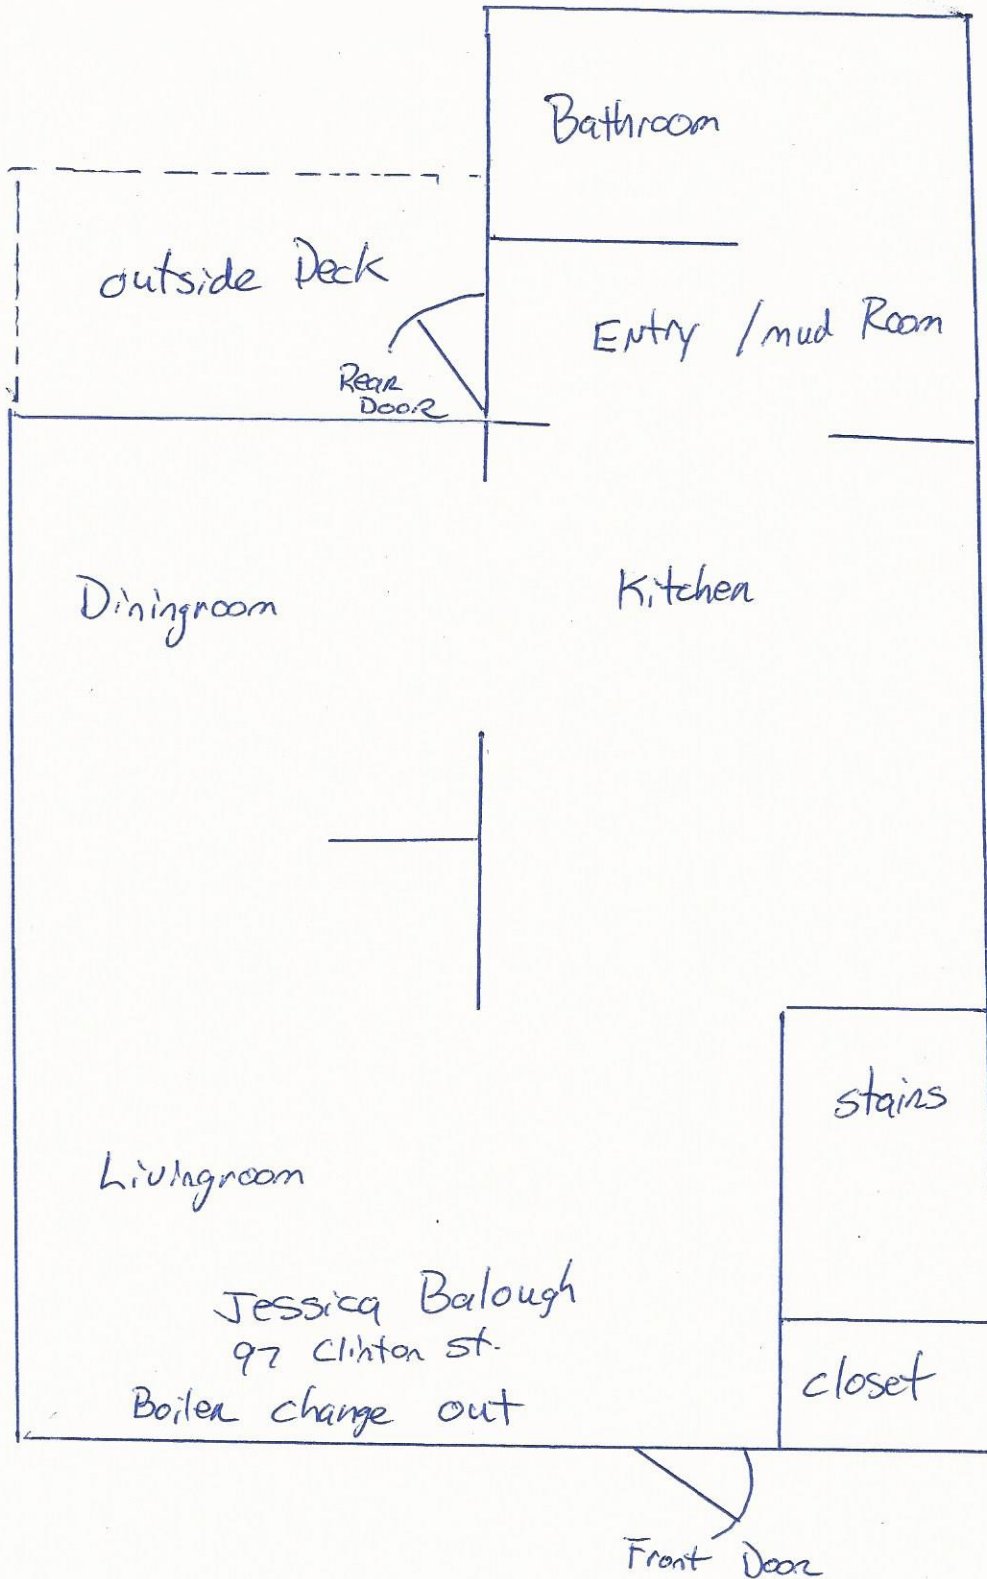 Bathroom
outside Deck
Entry / mud Room
Rear
Door
Diningroom
Kitchen
stairs
Livingroom
Jessica Balough
97 Clinton St.
Boiler change out
closet
Front Door